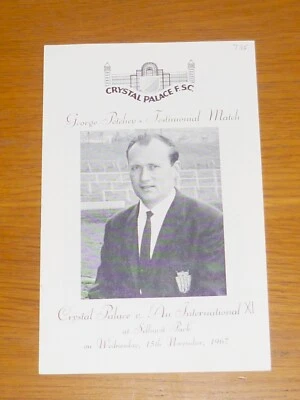 CRYSTAL PALACE F.S.C.
George Petchey Testimonial Match
Crystal Palace v. An International XI
at Selhurst Park
on Wednesday, 15th November, 1967